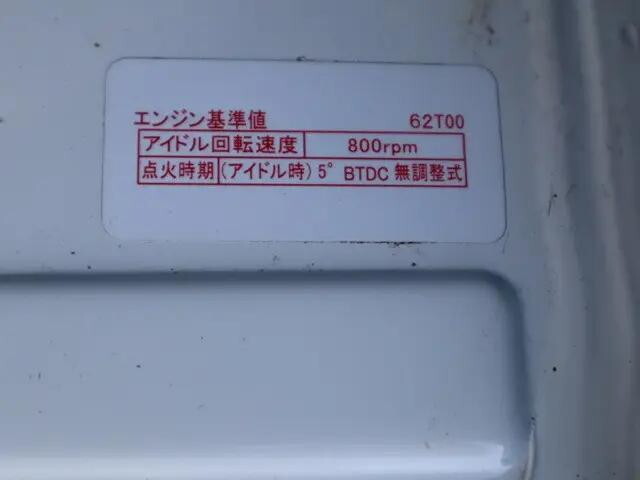 エンジン基準値 62T00
アイドル回転速度 800rpm
点火時期 (アイドル時) 5° BTDC 無調整式